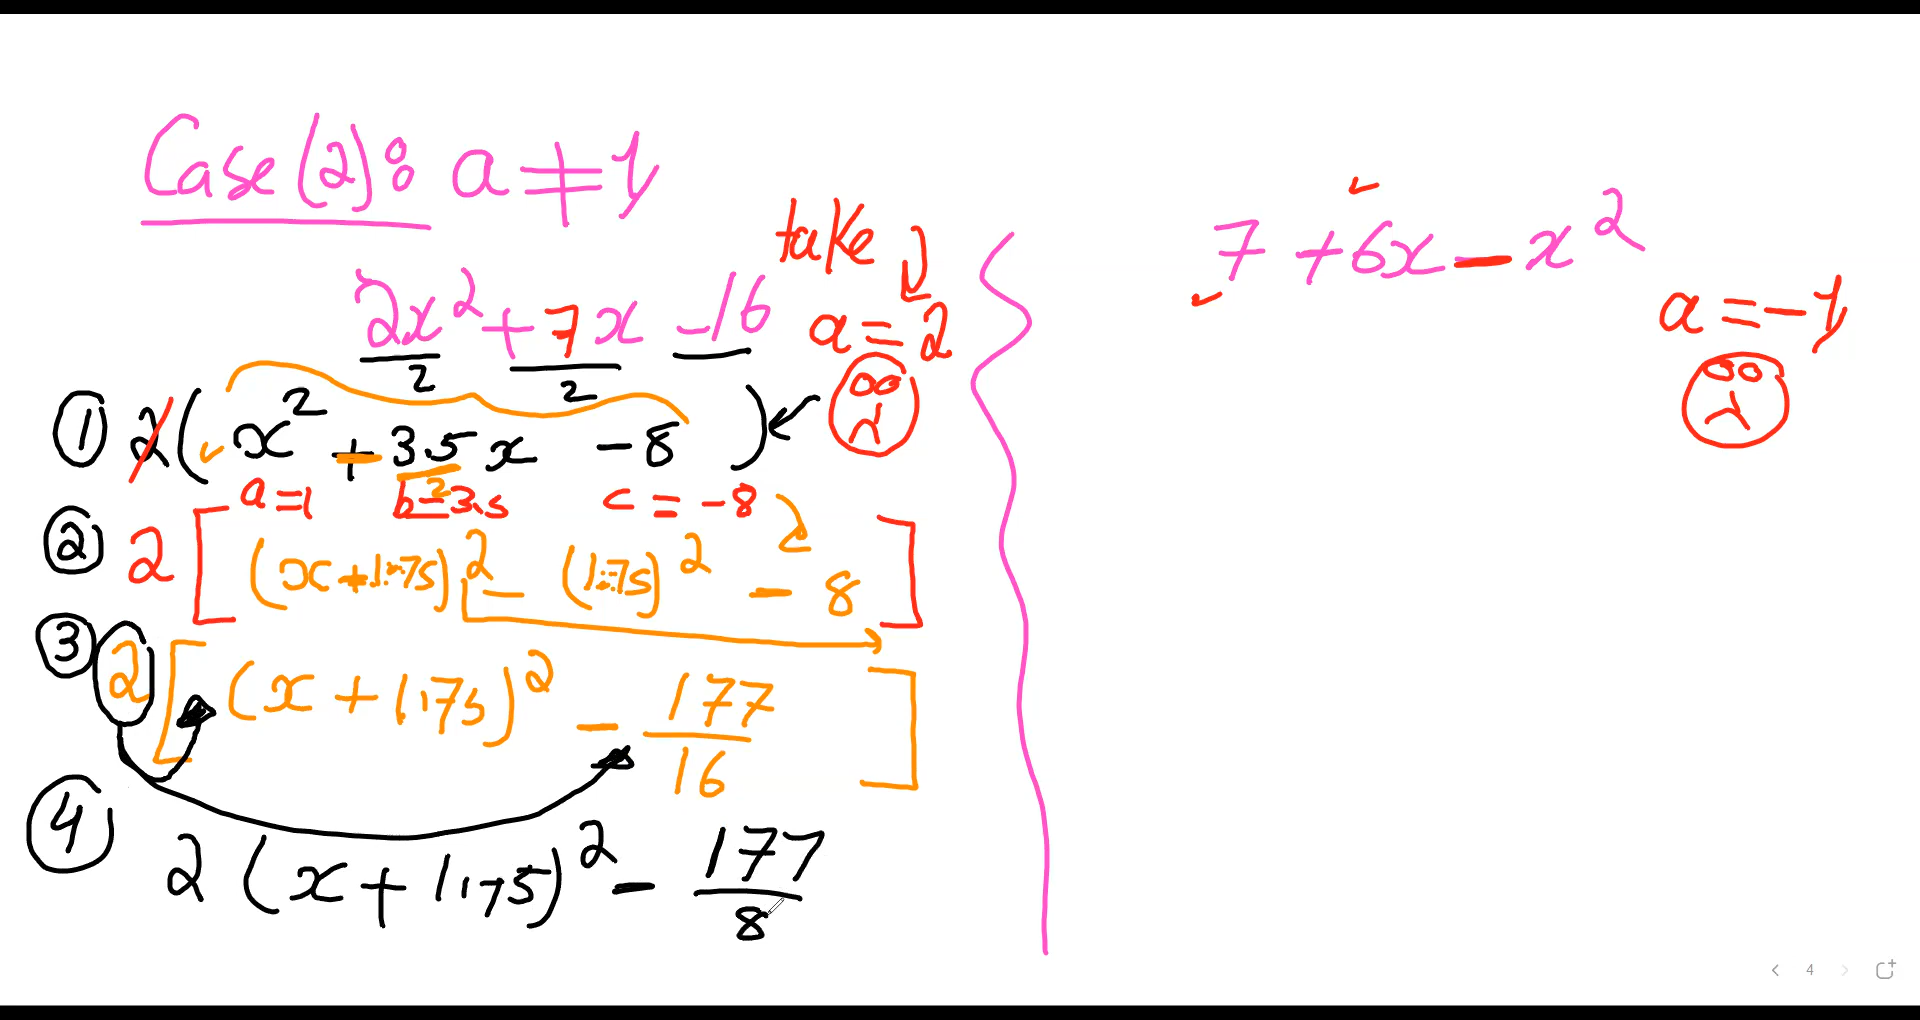 Case (2): a ≠ 1
take
2x² + 7x - 16 a = 2
2 2
① 2(x² + 3.5x - 8)
2
a = 1 b = 3.5 c = -8
② 2[(x + 1.75)² - (1.75)² - 8]
③ 2[(x + 1.75)² - 177/16]
④ 2(x + 1.75)² - 177/8
7 + 6x - x²
a = -1
4